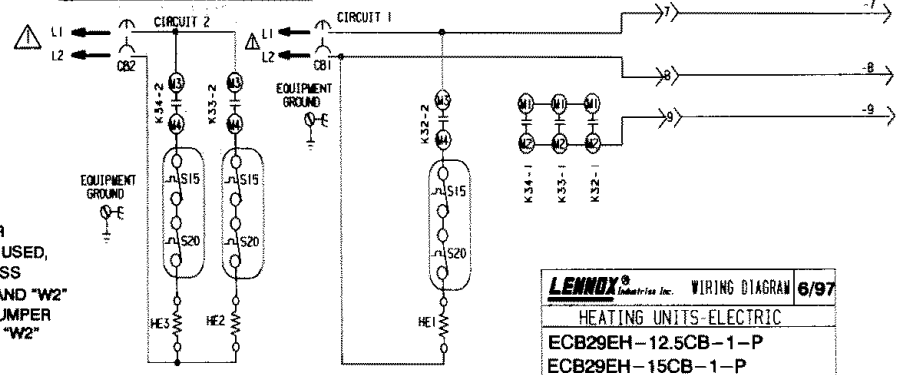 CIRCUIT 2
L1
L2
CB2
CIRCUIT 1
L1
L2
CB1
7
-7
8
-8
9
-9
EQUIPMENT
GROUND
K34-2
M3
M4
K33-2
M3
M4
K32-2
M3
M4
M1
M1
M1
M2
M2
M2
K34-1
K33-1
K32-1
EQUIPMENT
GROUND
S15
S20
S15
S20
S15
S20
HE3
HE2
HE1
R
USED,
SS
AND "W2"
UMPER
"W2"
LENNOX® Industries Inc. WIRING DIAGRAM 6/97
HEATING UNITS-ELECTRIC
ECB29EH-12.5CB-1-P
ECB29EH-15CB-1-P